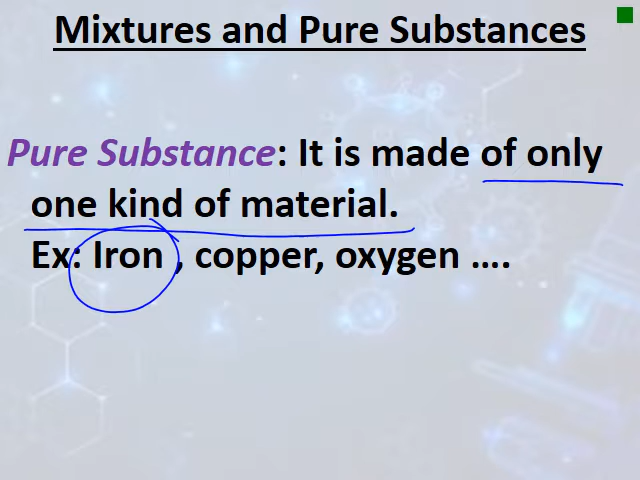 Mixtures and Pure Substances
Pure Substance: It is made of only
one kind of material.
Ex: Iron , copper, oxygen ....